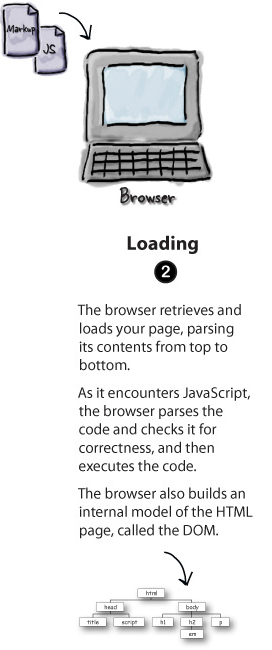 Markup
JS
Browser
Loading
2
The browser retrieves and
loads your page, parsing
its contents from top to
bottom.
As it encounters JavaScript,
the browser parses the
code and checks it for
correctness, and then
executes the code.
The browser also builds an
internal model of the HTML
page, called the DOM.
html
head body
title script h1 h2 p
em